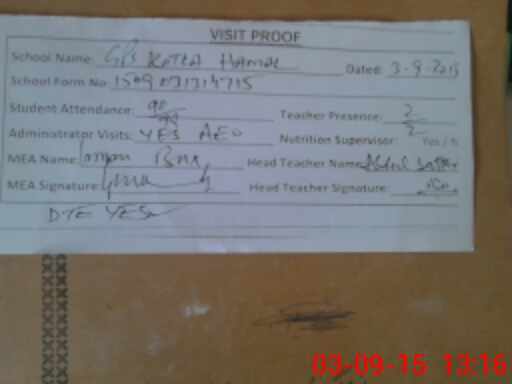 VISIT PROOF
School Name: GPS KOTLA
Dated: 3-9-2015
School Form No:
Student Attendance: 90
Teacher Presence: 2/2
Administrator Visits: YES AEO
Nutrition Supervisor: Yes / N
MEA Name:
Head Teacher Name: Abdul Sattar
MEA Signature:
Head Teacher Signature:
DTE YES
03-09-15 13:16